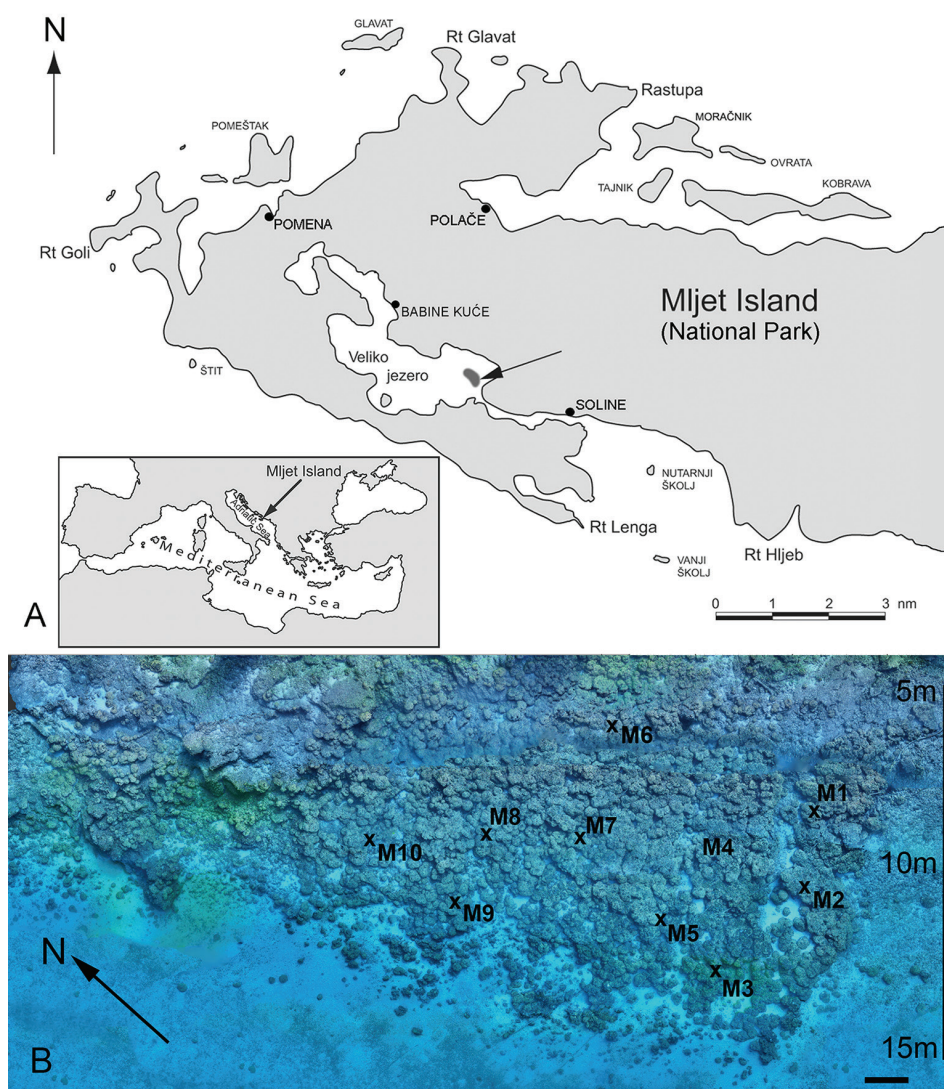 N
GLAVAT
Rt Glavat
Rastupa
MORAČNIK
OVRATA
POMEŠTAK
TAJNIK
KOBRAVA
POLAČE
POMENA
Rt Goli
BABINE KUĆE
Mljet Island
(National Park)
Veliko
jezero
ŠTIT
SOLINE
NUTARNJI
ŠKOLJ
Rt Lenga
Rt Hljeb
VANJI
ŠKOLJ
Mljet Island
Adriatic Sea
Mediterranean Sea
0 1 2 3 nm
A
5m
x M6
M1
x
M8
x
x M7
M4
x M10
10m
x M2
x M9
x M5
N
x
M3
15m
B